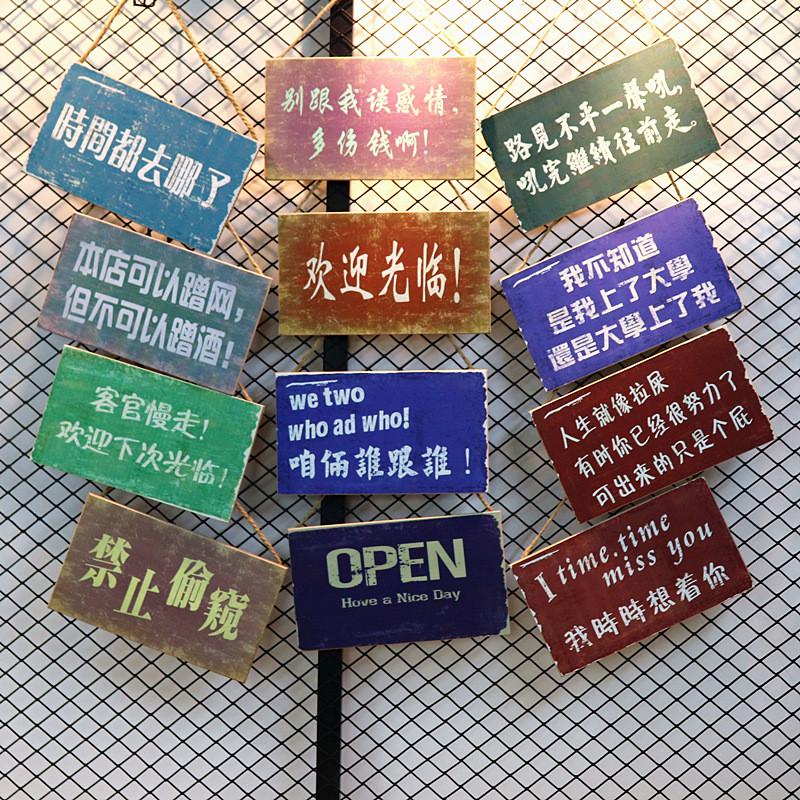 時間都去哪了
别跟我谈感情，
多伤钱啊！
路見不平一聲吼，
吼完繼續往前走。
本店可以蹭网，
但不可以蹭酒！
欢迎光临！
我不知道
是我上了大學
還是大學上了我
客官慢走！
欢迎下次光临！
we two
who ad who!
咱倆誰跟誰！
人生就像拉屎
有时你已经很努力了
可出来的只是个屁
禁止偷窥
OPEN
Have a Nice Day
I time.time
miss you
我時時想着你